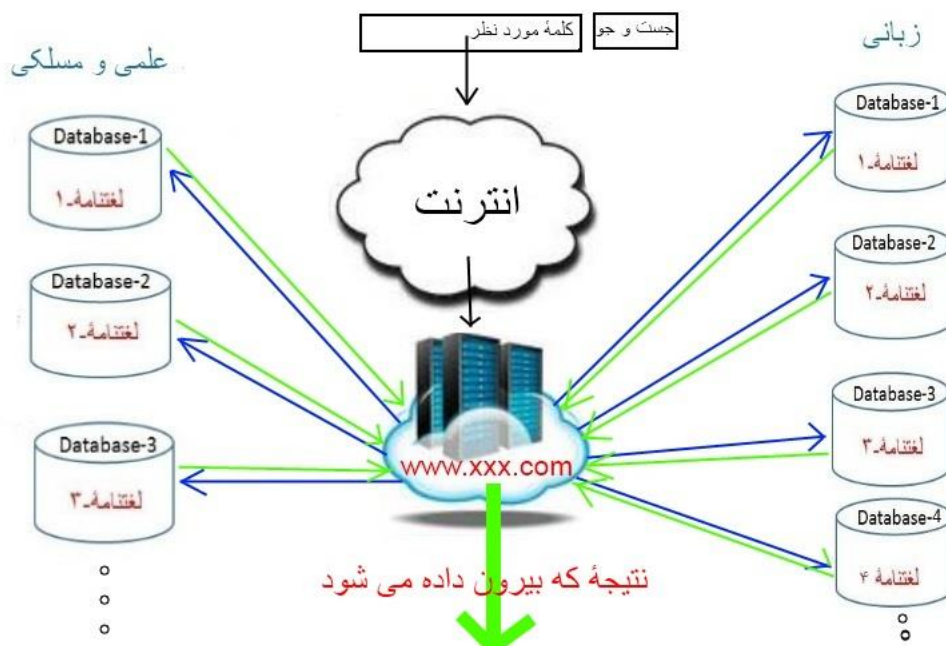 جست و جو
کلمهٔ مورد نظر
زبانی
علمی و مسلکی
Database-1
لغتنامهٔ-۱
Database-2
لغتنامهٔ-۲
Database-3
لغتنامهٔ-۳
Database-4
لغتنامهٔ ۴
انترنت
Database-1
لغتنامهٔ-۱
Database-2
لغتنامهٔ-۲
Database-3
لغتنامهٔ-۳
www.xxx.com
نتیجهٔ که بیرون داده می شود